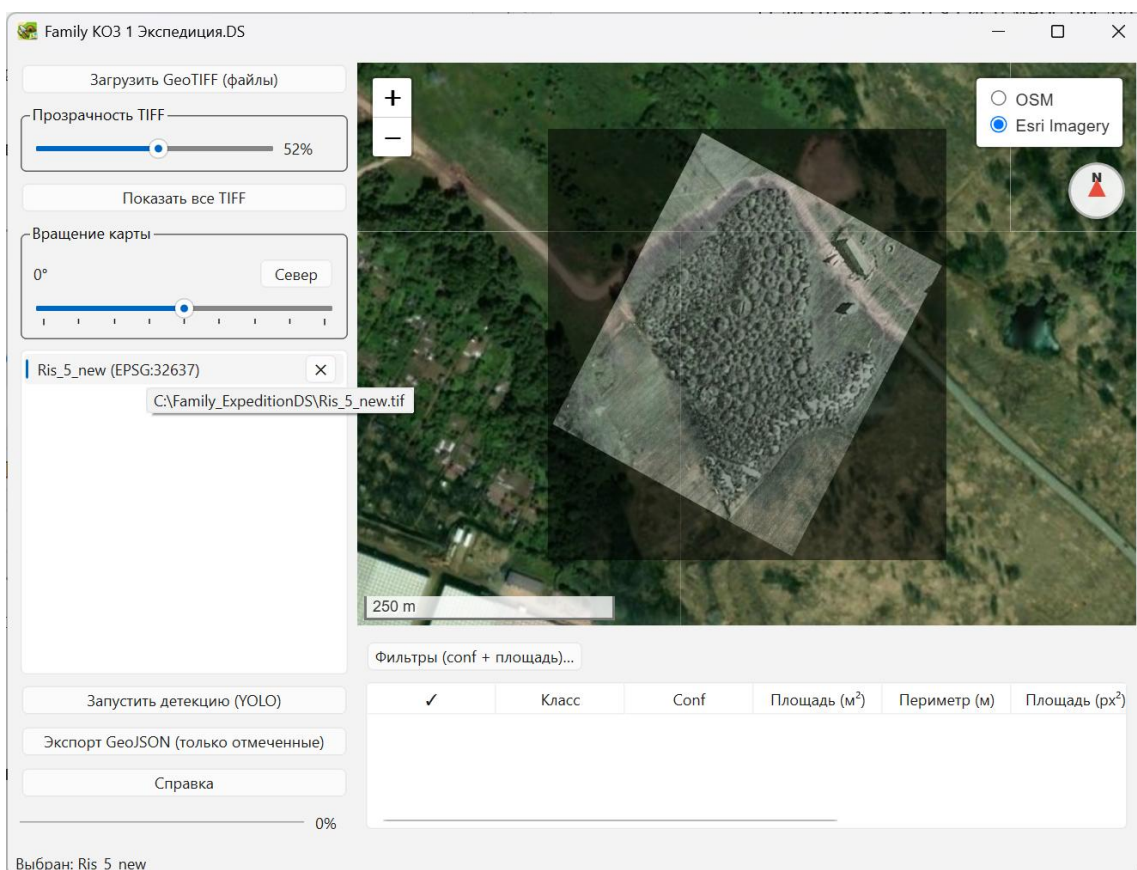 Family КОЗ 1 Экспедиция.DS
Загрузить GeoTIFF (файлы)
Прозрачность TIFF
52%
Показать все TIFF
Вращение карты
0°
Север
Ris_5_new (EPSG:32637)
C:\Family_ExpeditionDS\Ris_5_new.tif
Запустить детекцию (YOLO)
Экспорт GeoJSON (только отмеченные)
Справка
0%
Выбран: Ris_5_new
+
−
OSM
Esri Imagery
N
250 m
Фильтры (conf + площадь)...
✓ Класс Conf Площадь (м²) Периметр (м) Площадь (px²)